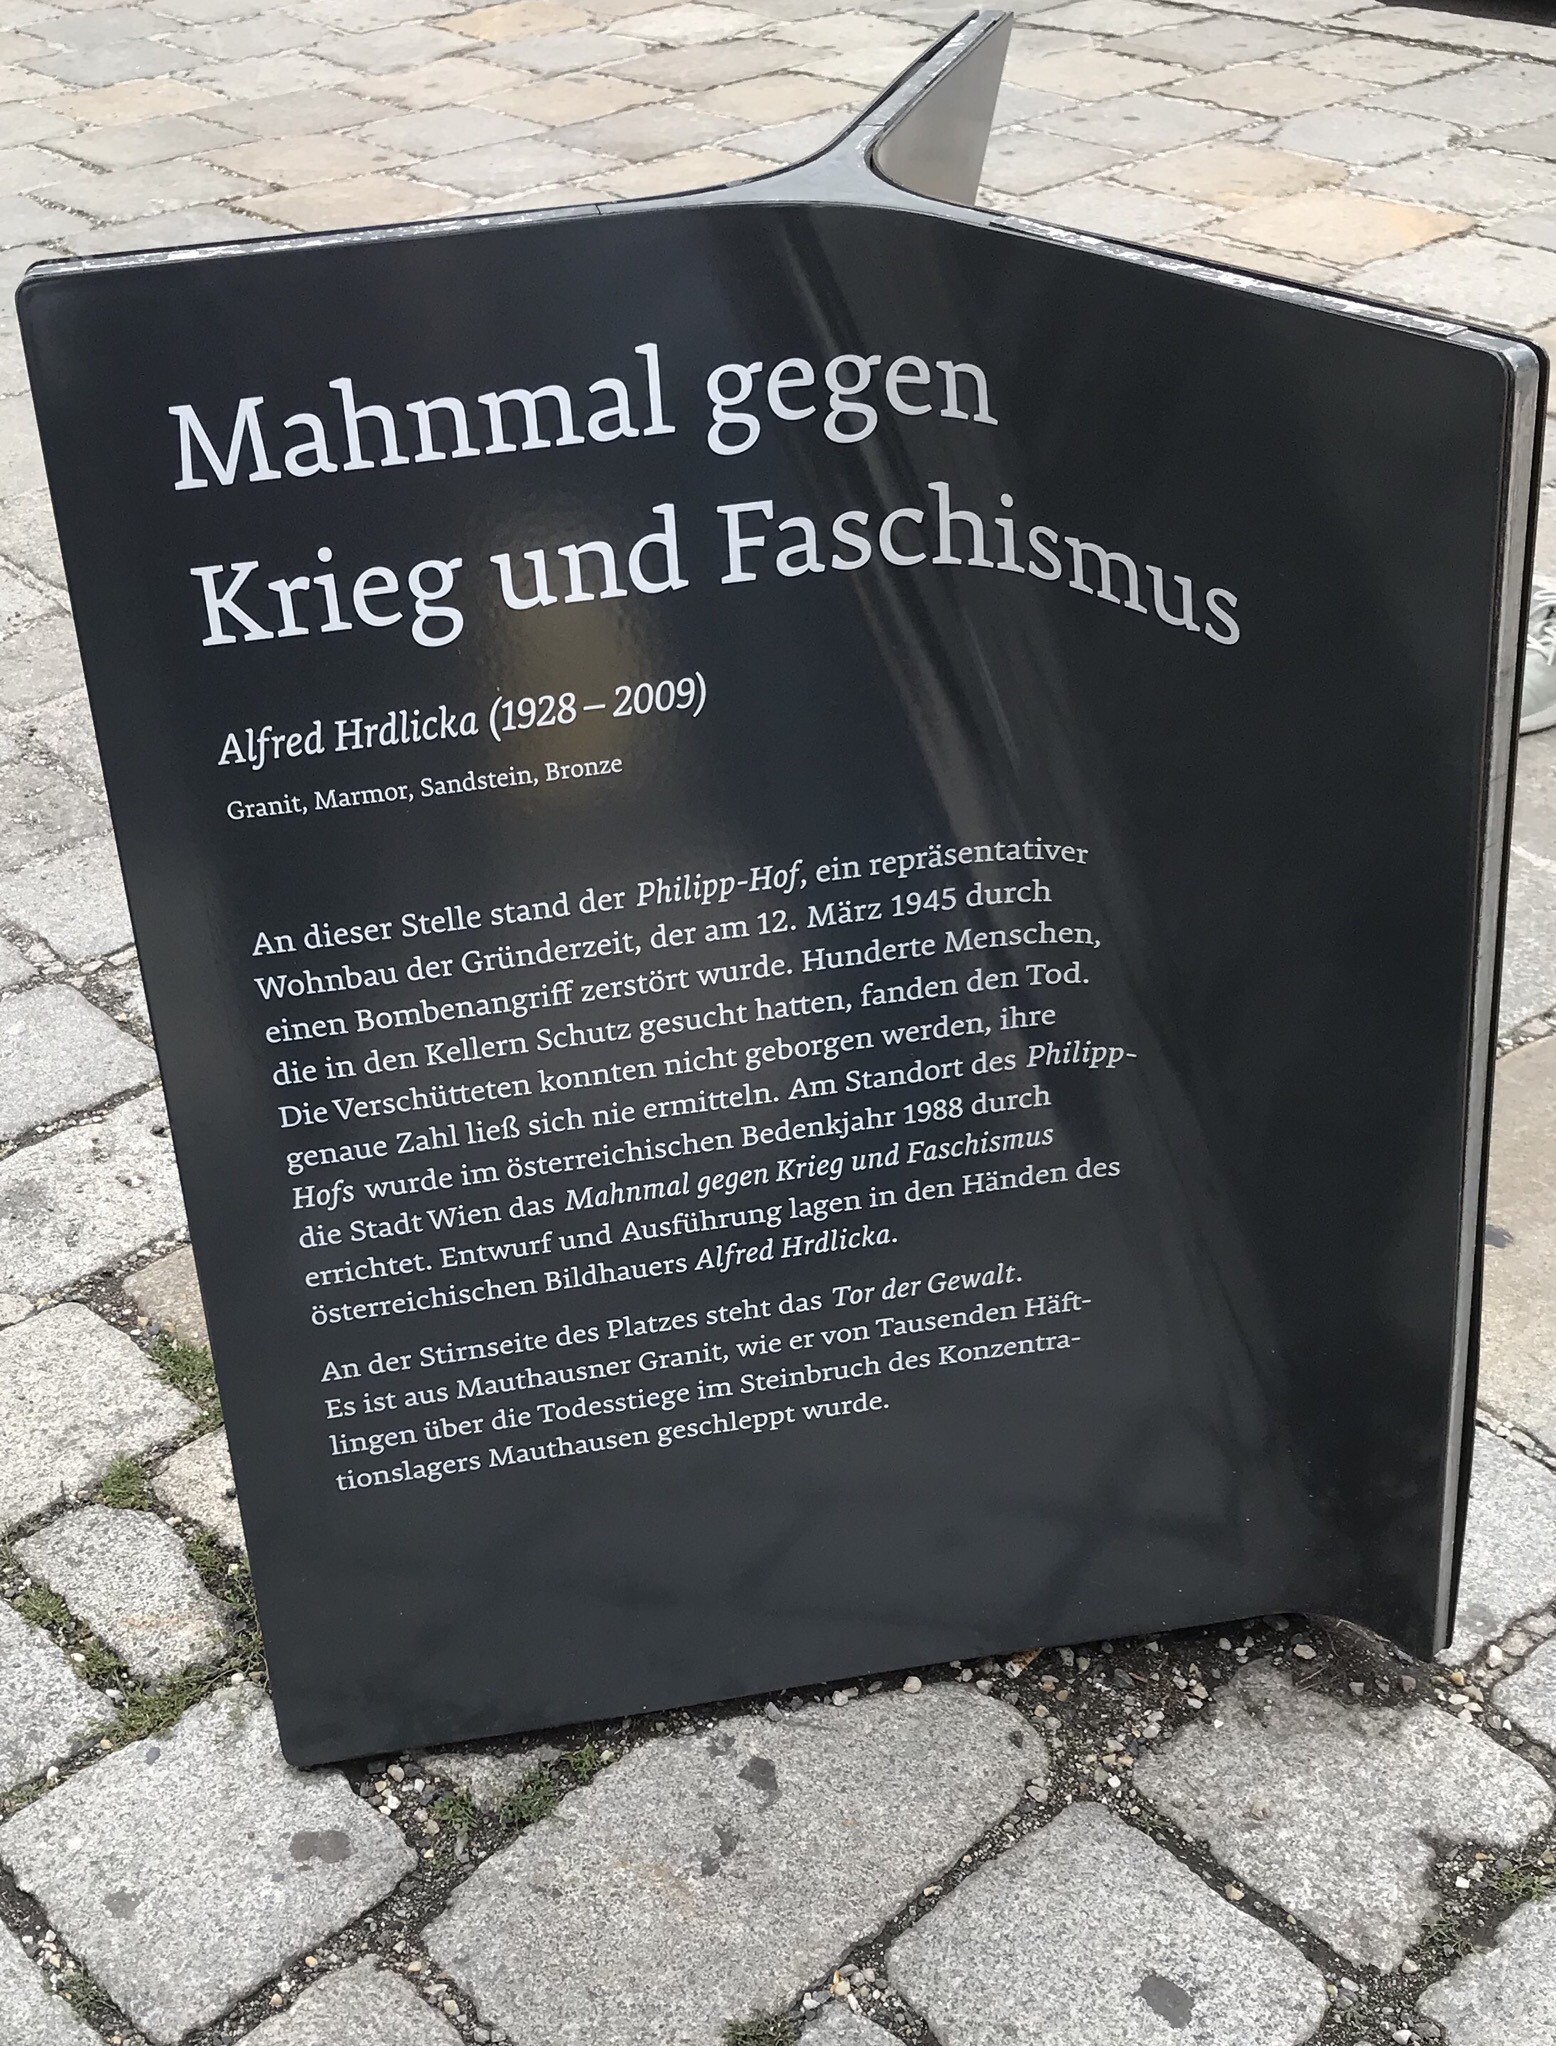 Mahnmal gegen
Krieg und Faschismus
Alfred Hrdlicka (1928 – 2009)
Granit, Marmor, Sandstein, Bronze
An dieser Stelle stand der Philipp-Hof, ein repräsentativer
Wohnbau der Gründerzeit, der am 12. März 1945 durch
einen Bombenangriff zerstört wurde. Hunderte Menschen,
die in den Kellern Schutz gesucht hatten, fanden den Tod.
Die Verschütteten konnten nicht geborgen werden, ihre
genaue Zahl ließ sich nie ermitteln. Am Standort des Philipp-
Hofs wurde im österreichischen Bedenkjahr 1988 durch
die Stadt Wien das Mahnmal gegen Krieg und Faschismus
errichtet. Entwurf und Ausführung lagen in den Händen des
österreichischen Bildhauers Alfred Hrdlicka.
An der Stirnseite des Platzes steht das Tor der Gewalt.
Es ist aus Mauthausner Granit, wie er von Tausenden Häft-
lingen über die Todesstiege im Steinbruch des Konzentra-
tionslagers Mauthausen geschleppt wurde.